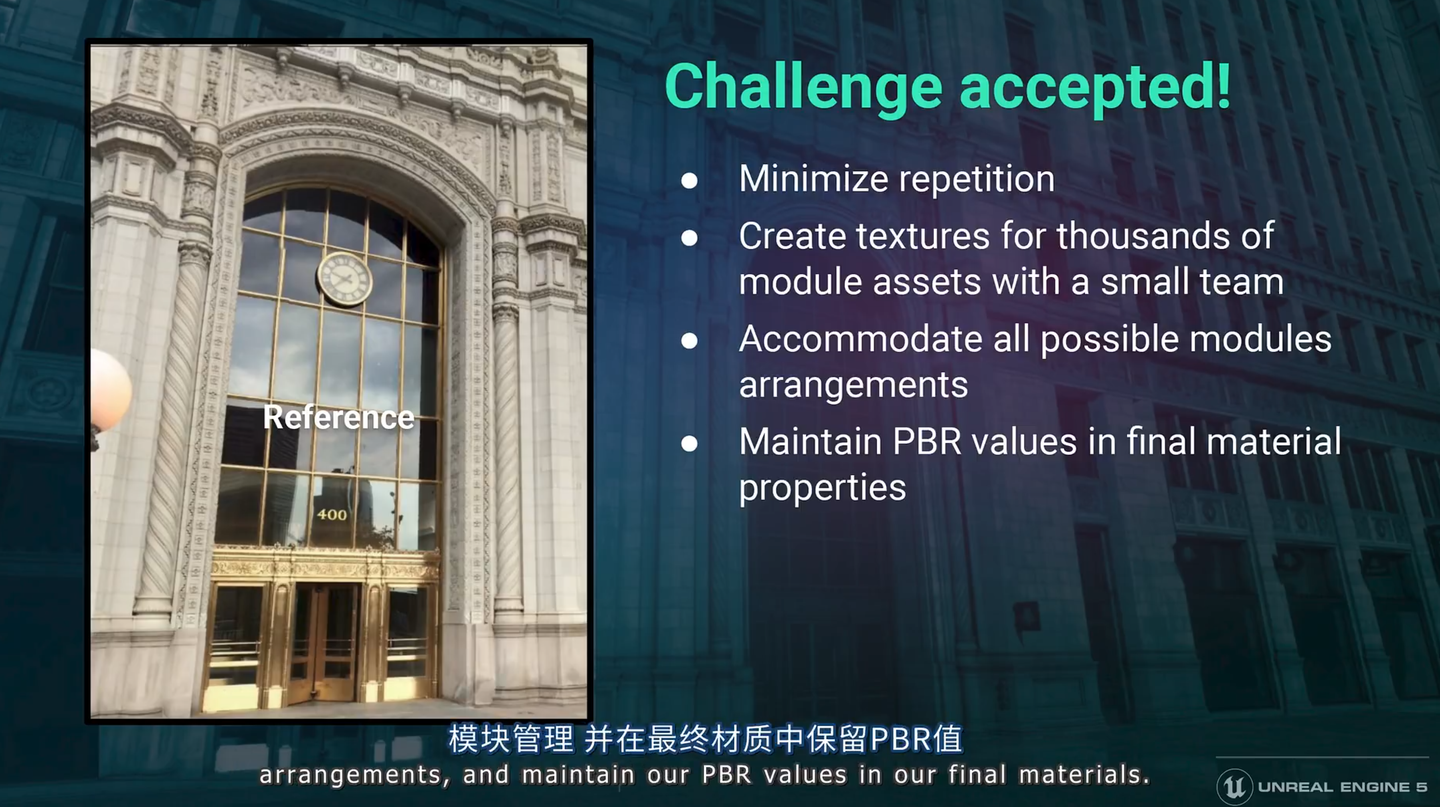 Challenge accepted!
● Minimize repetition
● Create textures for thousands of
module assets with a small team
● Accommodate all possible modules
arrangements
● Maintain PBR values in final material
properties
Reference
400
模块管理 并在最终材质中保留PBR值
arrangements, and maintain our PBR values in our final materials.
UNREAL ENGINE 5